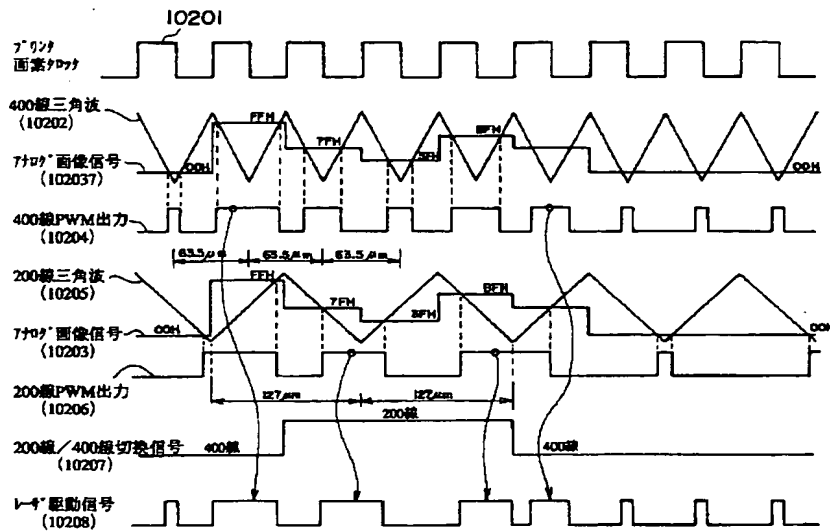 10201
プリンタ
画素クロック
400線三角波
(10202)
FFH
7FH
3FH
BFH
00H
00H
アナログ画像信号
(102037)
400線PWM出力
(10204)
63.5μm 63.5μm 63.5μm
200線三角波
(10205)
FFH
7FH
3FH
BFH
00H
00H
アナログ画像信号
(10203)
200線PWM出力
(10206)
127μm 127μm
200線
200線／400線切換信号
(10207)
400線
400線
レーザ駆動信号
(10208)